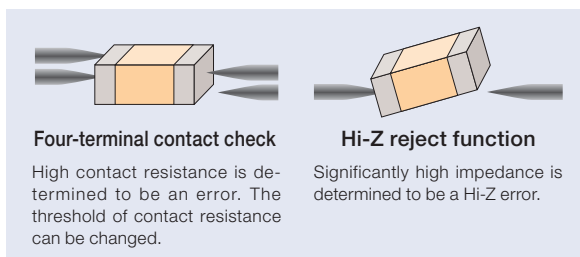 Four-terminal contact check
High contact resistance is de-
termined to be an error. The
threshold of contact resistance
can be changed.
Hi-Z reject function
Significantly high impedance is
determined to be a Hi-Z error.